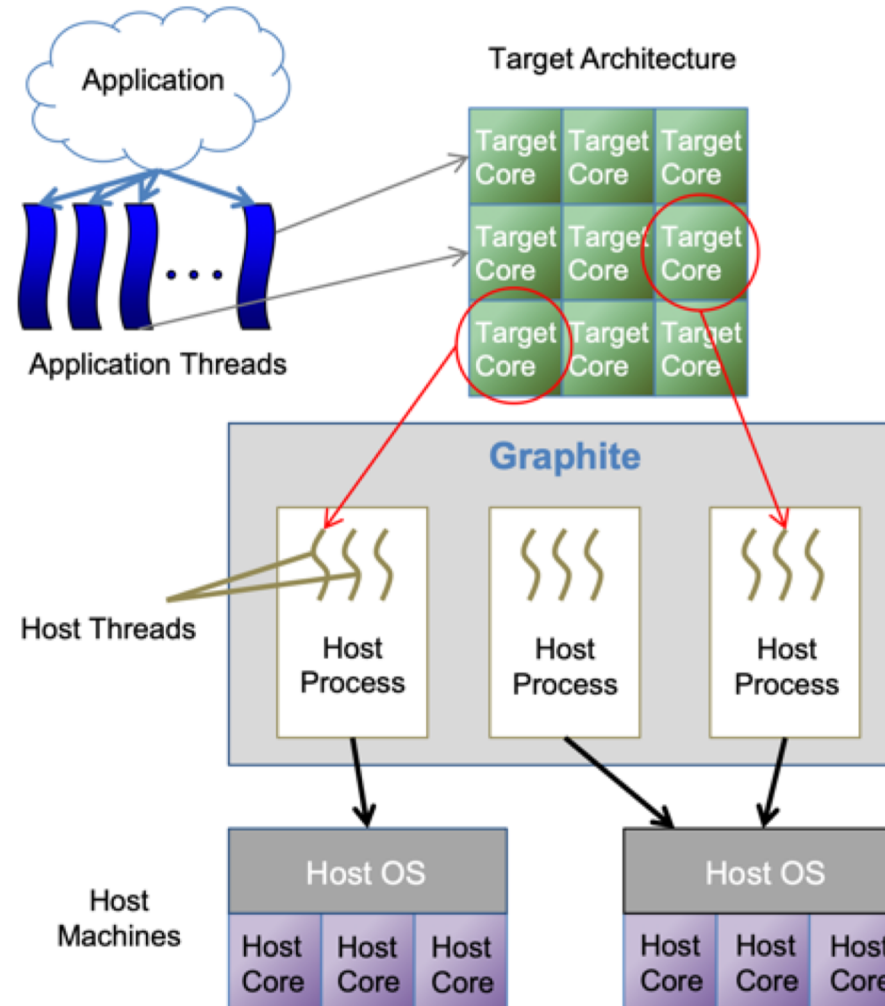 Application
Target Architecture
Target Target Target
Core Core Core
Target Target Target
Core Core Core
Target Target Target
Core Core Core
• • •
Application Threads
Graphite
Host Threads
Host Host Host
Process Process Process
Host OS Host OS
Host
Machines
Host Host Host Host Host Host
Core Core Core Core Core Core